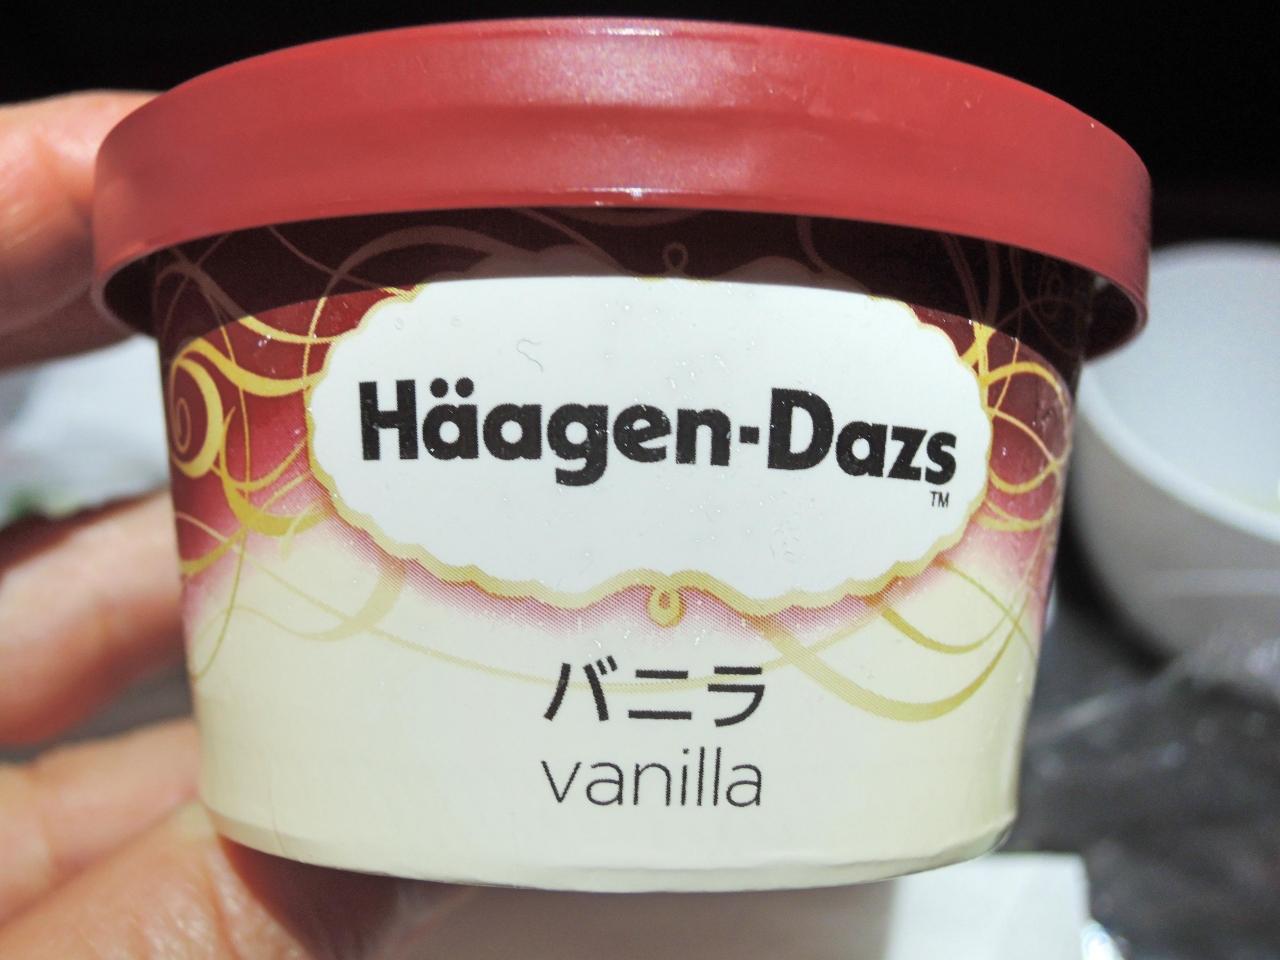 Häagen-Dazs
TM
バニラ
vanilla